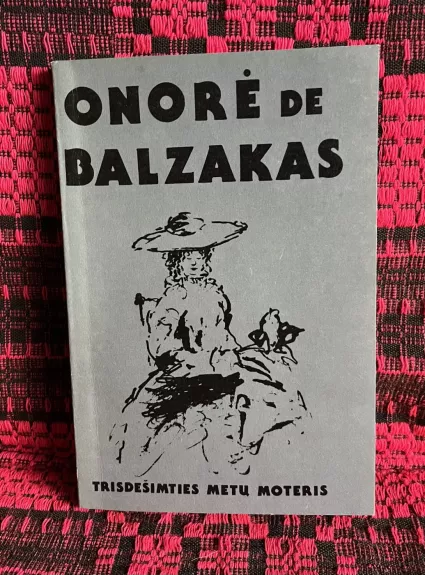 ONORĖ DE
BALZAKAS
TRISDEŠIMTIES METŲ MOTERIS